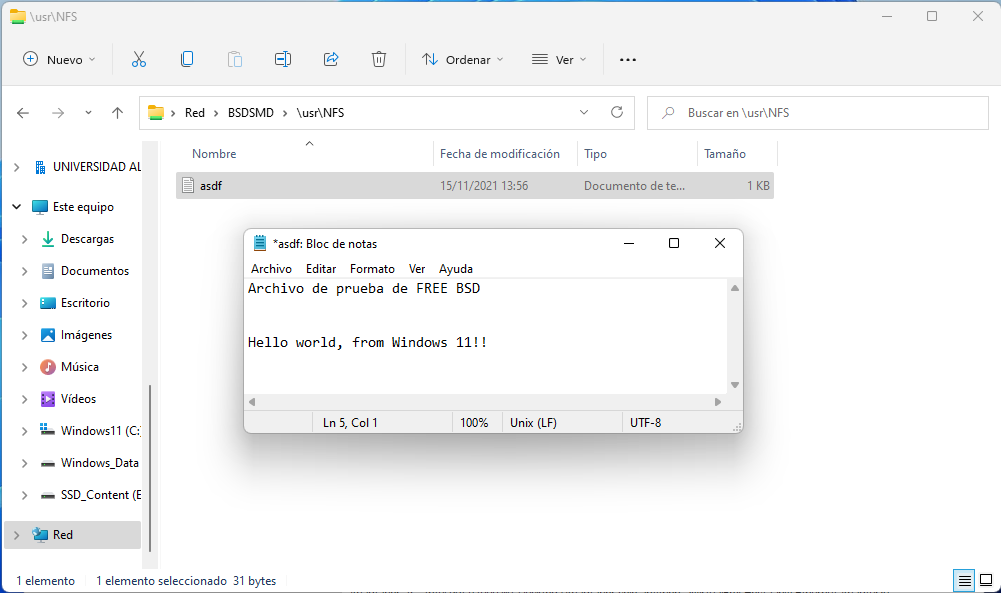 \usr\NFS
Nuevo Ordenar Ver
Red BSDSMD \usr\NFS Buscar en \usr\NFS
Nombre Fecha de modificación Tipo Tamaño
asdf 15/11/2021 13:56 Documento de te... 1 KB
UNIVERSIDAD AL
Este equipo
Descargas
Documentos
Escritorio
Imágenes
Música
Vídeos
Windows11 (C:)
Windows_Data
SSD_Content (E
Red
*asdf: Bloc de notas
Archivo Editar Formato Ver Ayuda
Archivo de prueba de FREE BSD
Hello world, from Windows 11!!
Ln 5, Col 1 100% Unix (LF) UTF-8
1 elemento 1 elemento seleccionado 31 bytes